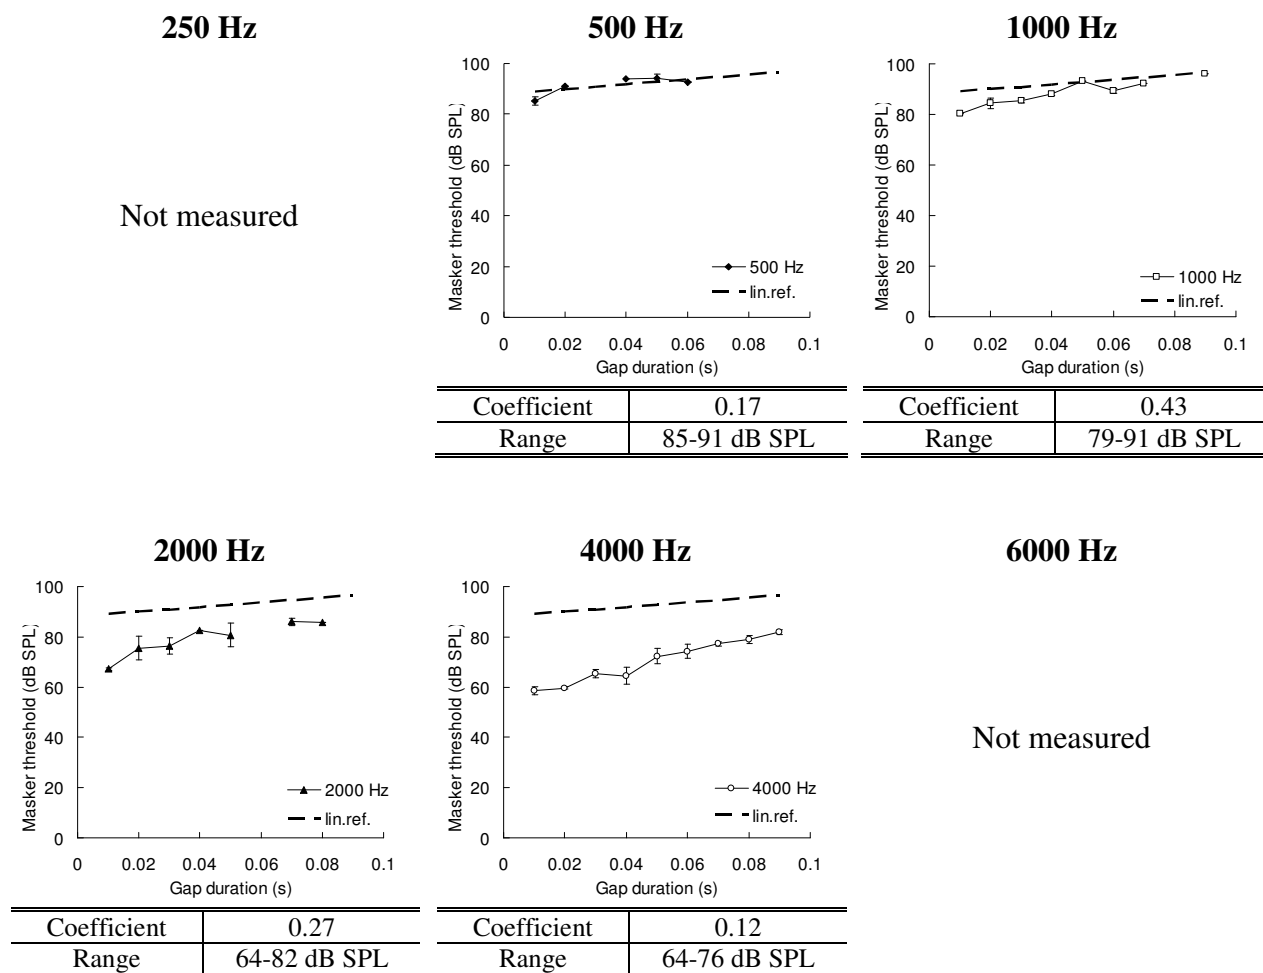 250 Hz
500 Hz
1000 Hz
Not measured
Masker threshold (dB SPL)
100
80
60
40
20
0
0 0.02 0.04 0.06 0.08 0.1
Gap duration (s)
500 Hz
lin.ref.
Coefficient 0.17
Range 85-91 dB SPL
Masker threshold (dB SPL)
100
80
60
40
20
0
0 0.02 0.04 0.06 0.08 0.1
Gap duration (s)
1000 Hz
lin.ref.
Coefficient 0.43
Range 79-91 dB SPL
2000 Hz
4000 Hz
6000 Hz
Masker threshold (dB SPL)
100
80
60
40
20
0
0 0.02 0.04 0.06 0.08 0.1
Gap duration (s)
2000 Hz
lin.ref.
Coefficient 0.27
Range 64-82 dB SPL
Masker threshold (dB SPL)
100
80
60
40
20
0
0 0.02 0.04 0.06 0.08 0.1
Gap duration (s)
4000 Hz
lin.ref.
Coefficient 0.12
Range 64-76 dB SPL
Not measured